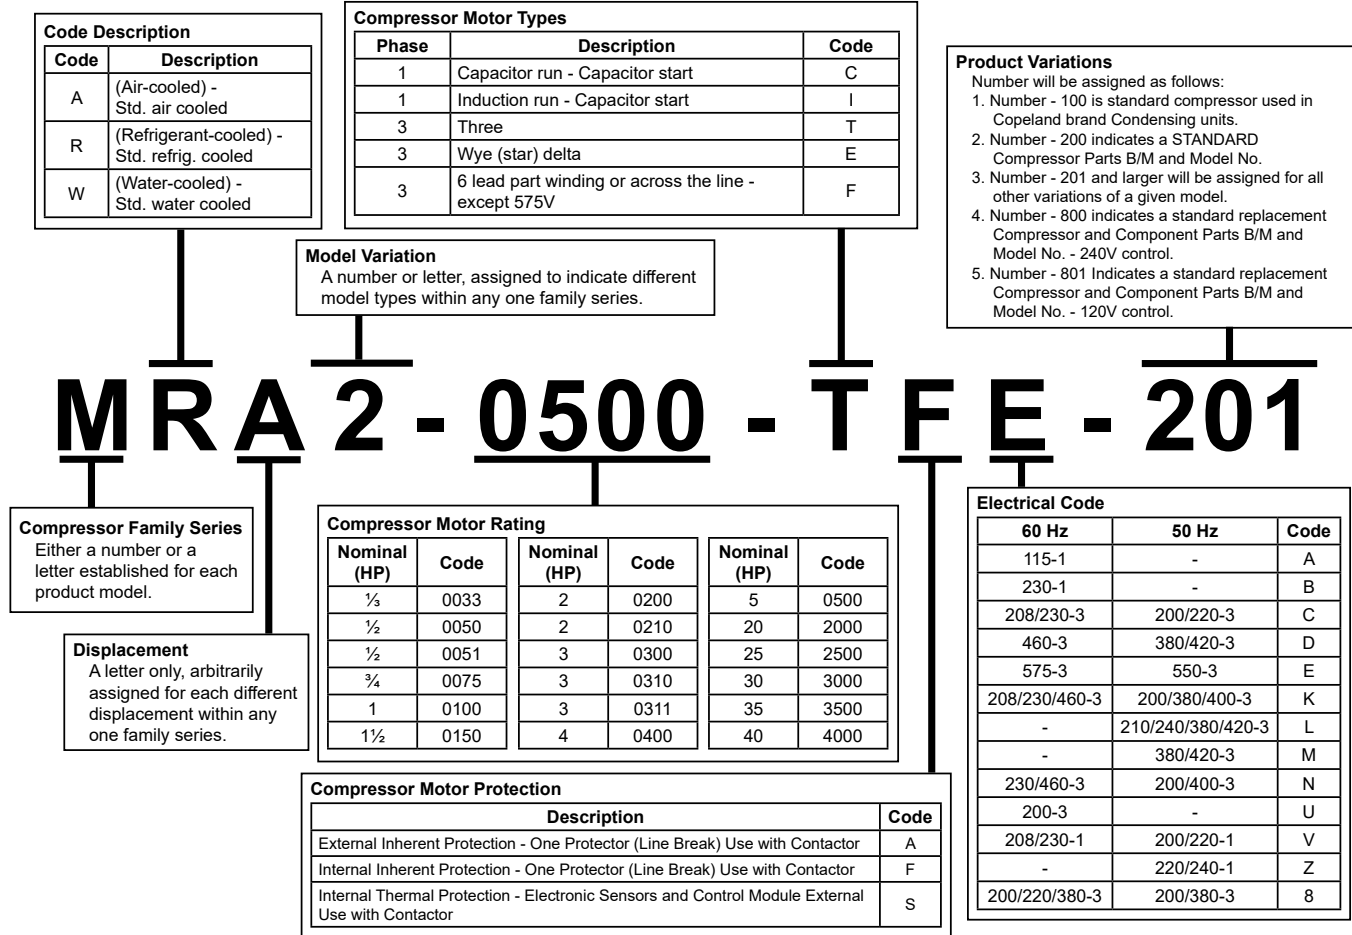 Code Description
Code Description
A (Air-cooled) -
Std. air cooled
R (Refrigerant-cooled) -
Std. refrig. cooled
W (Water-cooled) -
Std. water cooled
Compressor Motor Types
Phase Description Code
1 Capacitor run - Capacitor start C
1 Induction run - Capacitor start I
3 Three T
3 Wye (star) delta E
3 6 lead part winding or across the line -
except 575V F
Product Variations
Number will be assigned as follows:
1. Number - 100 is standard compressor used in
Copeland brand Condensing units.
2. Number - 200 indicates a STANDARD
Compressor Parts B/M and Model No.
3. Number - 201 and larger will be assigned for all
other variations of a given model.
4. Number - 800 indicates a standard replacement
Compressor and Component Parts B/M and
Model No. - 240V control.
5. Number - 801 Indicates a standard replacement
Compressor and Component Parts B/M and
Model No. - 120V control.
Model Variation
A number or letter, assigned to indicate different
model types within any one family series.
MRA2-0500-TFE-201
Compressor Family Series
Either a number or a
letter established for each
product model.
Displacement
A letter only, arbitrarily
assigned for each different
displacement within any
one family series.
Compressor Motor Rating
Nominal (HP) Code Nominal (HP) Code Nominal (HP) Code
⅓ 0033 2 0200 5 0500
½ 0050 2 0210 20 2000
½ 0051 3 0300 25 2500
¾ 0075 3 0310 30 3000
1 0100 3 0311 35 3500
1½ 0150 4 0400 40 4000
Compressor Motor Protection
Description Code
External Inherent Protection - One Protector (Line Break) Use with Contactor A
Internal Inherent Protection - One Protector (Line Break) Use with Contactor F
Internal Thermal Protection - Electronic Sensors and Control Module External
Use with Contactor S
Electrical Code
60 Hz 50 Hz Code
115-1 - A
230-1 - B
208/230-3 200/220-3 C
460-3 380/420-3 D
575-3 550-3 E
208/230/460-3 200/380/400-3 K
- 210/240/380/420-3 L
- 380/420-3 M
230/460-3 200/400-3 N
200-3 - U
208/230-1 200/220-1 V
- 220/240-1 Z
200/220/380-3 200/380-3 8